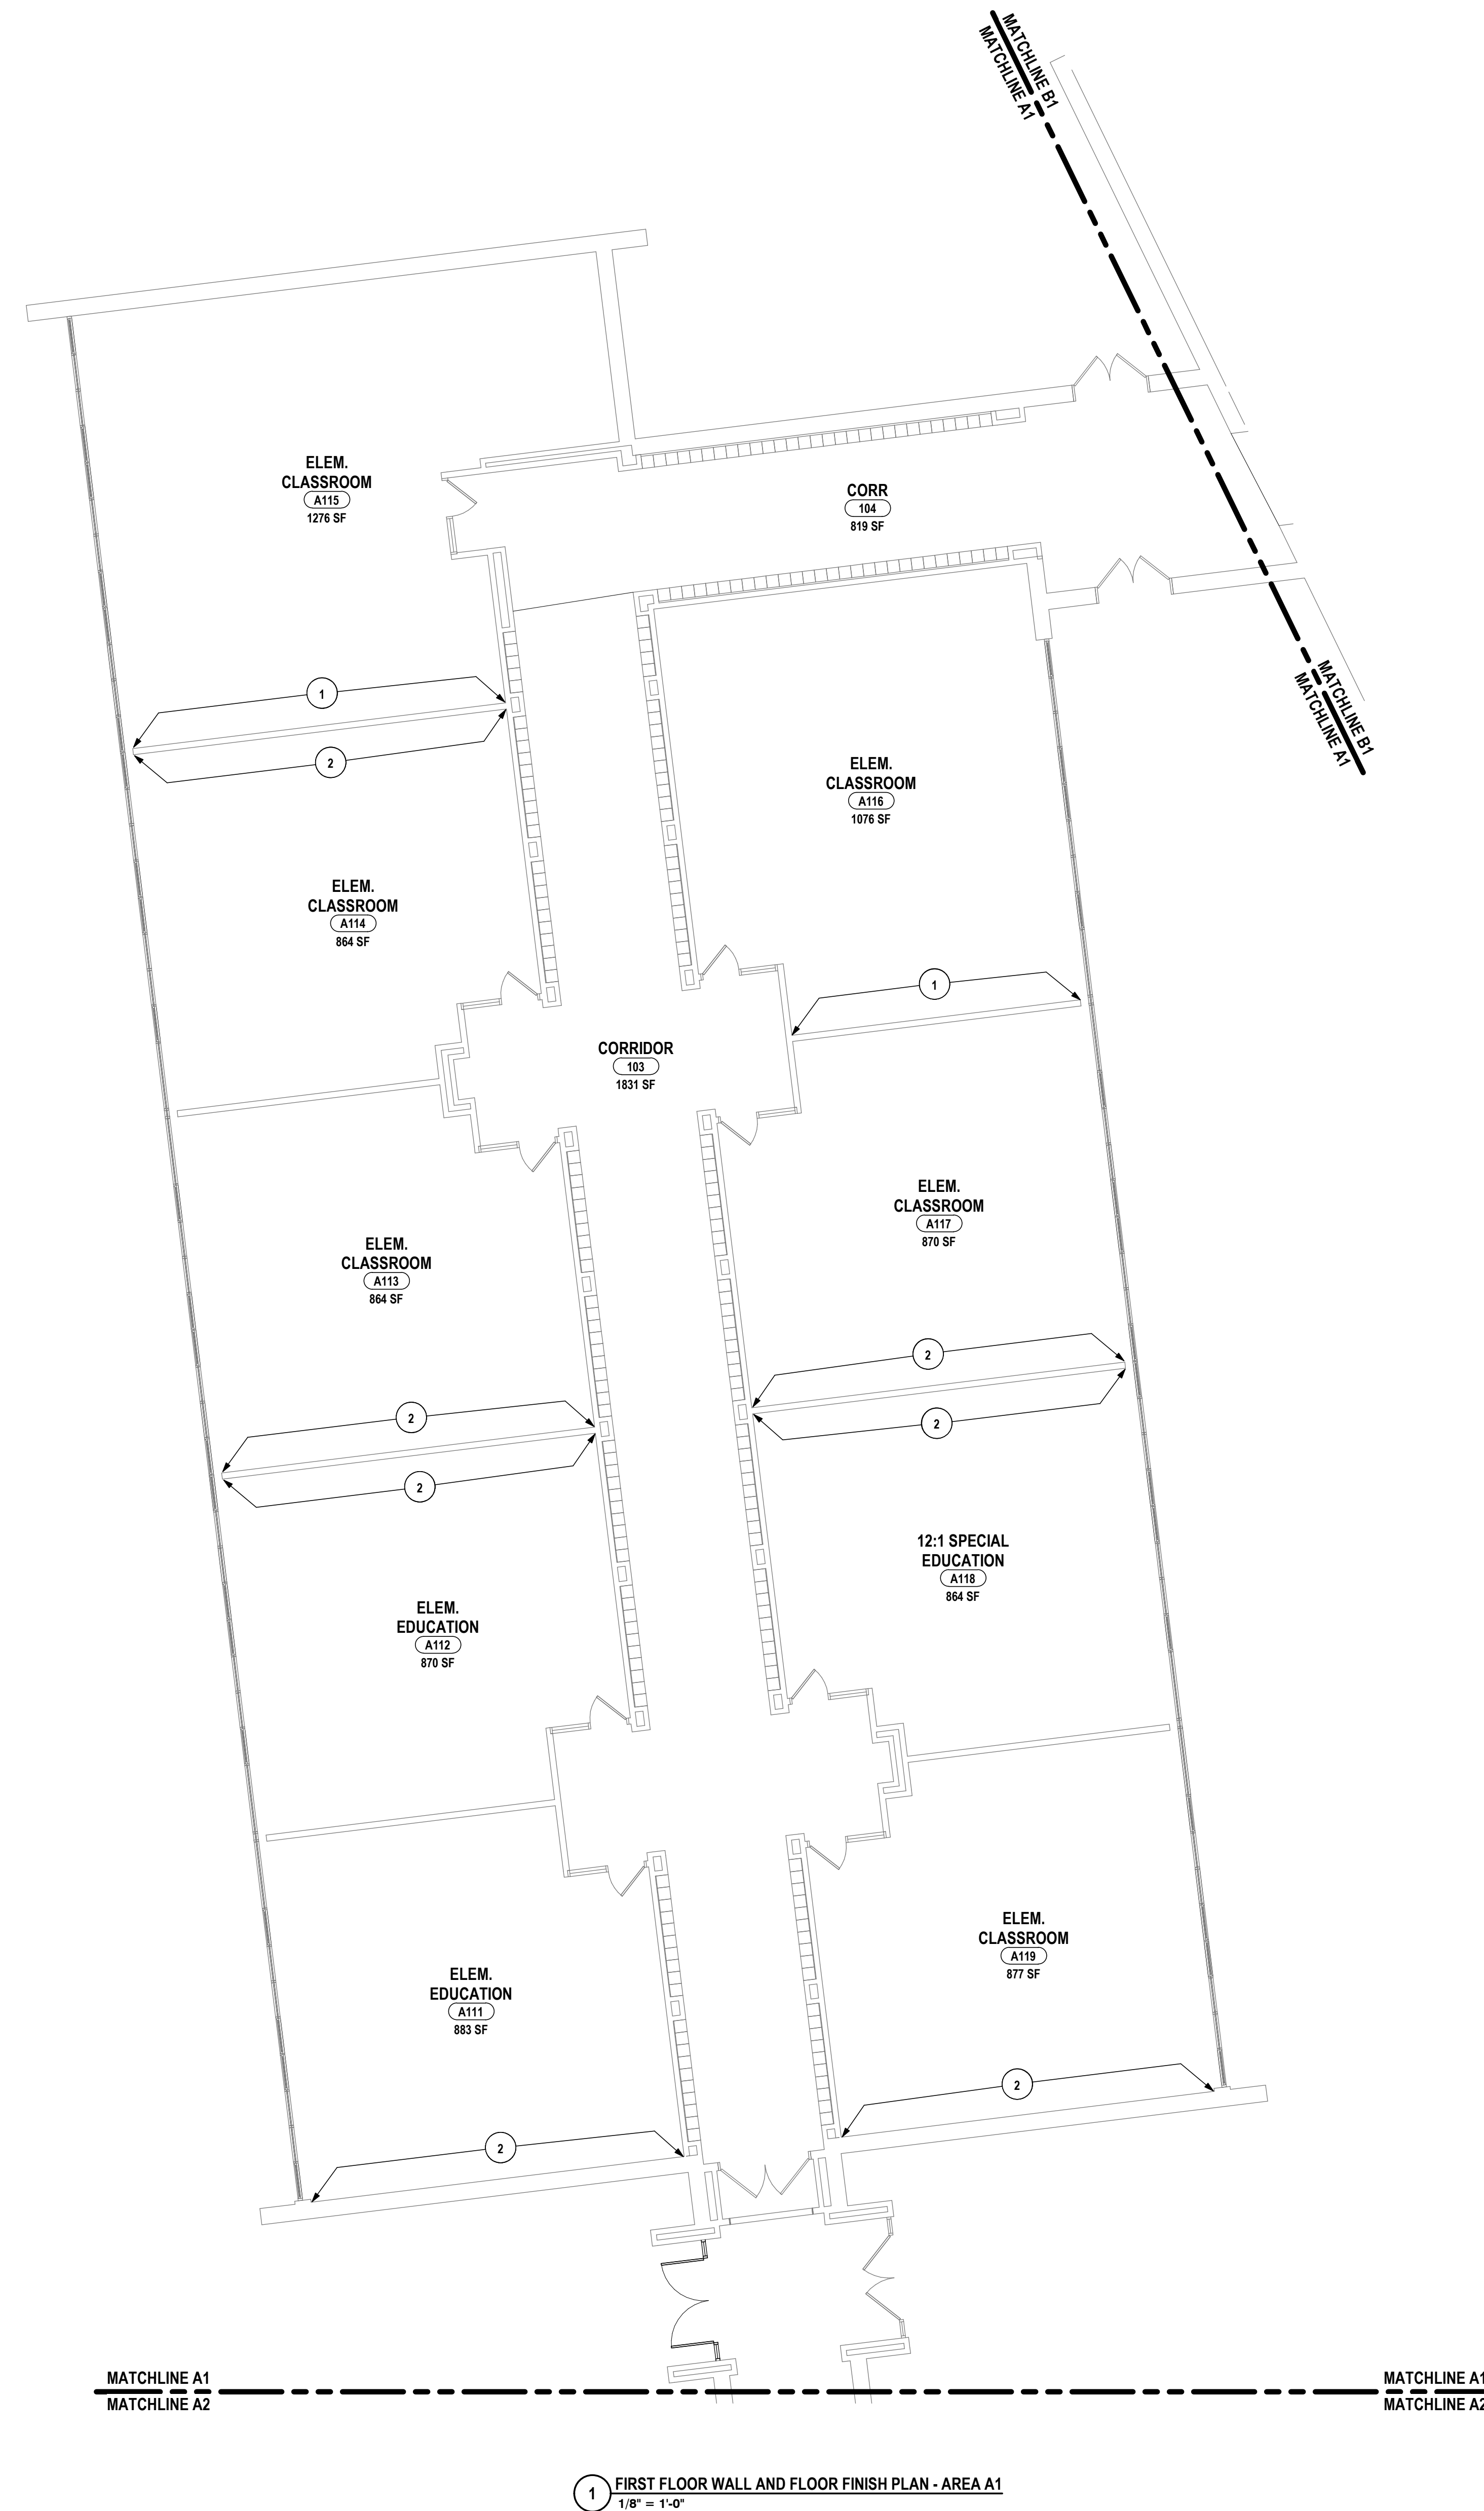 MATCHLINE B1
MATCHLINE A1
ELEM.
CLASSROOM
A115
1276 SF
CORR
104
819 SF
1
2
MATCHLINE B1
MATCHLINE A1
ELEM.
CLASSROOM
A116
1076 SF
ELEM.
CLASSROOM
A114
864 SF
1
CORRIDOR
103
1831 SF
ELEM.
CLASSROOM
A117
870 SF
ELEM.
CLASSROOM
A113
864 SF
2
2
2
2
12:1 SPECIAL
EDUCATION
A118
864 SF
ELEM.
EDUCATION
A112
870 SF
ELEM.
CLASSROOM
A119
877 SF
ELEM.
EDUCATION
A111
883 SF
2
2
MATCHLINE A1
MATCHLINE A2
MATCHLINE A1
MATCHLINE A2
1
FIRST FLOOR WALL AND FLOOR FINISH PLAN - AREA A1
1/8" = 1'-0"